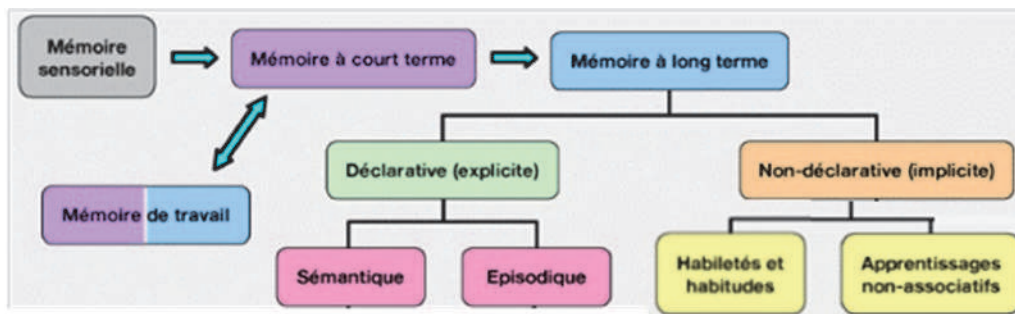 Mémoire
sensorielle
Mémoire à court terme
Mémoire à long terme
Déclarative (explicite)
Non-déclarative (implicite)
Mémoire de travail
Sémantique
Episodique
Habiletés et
habitudes
Apprentissages
non-associatifs